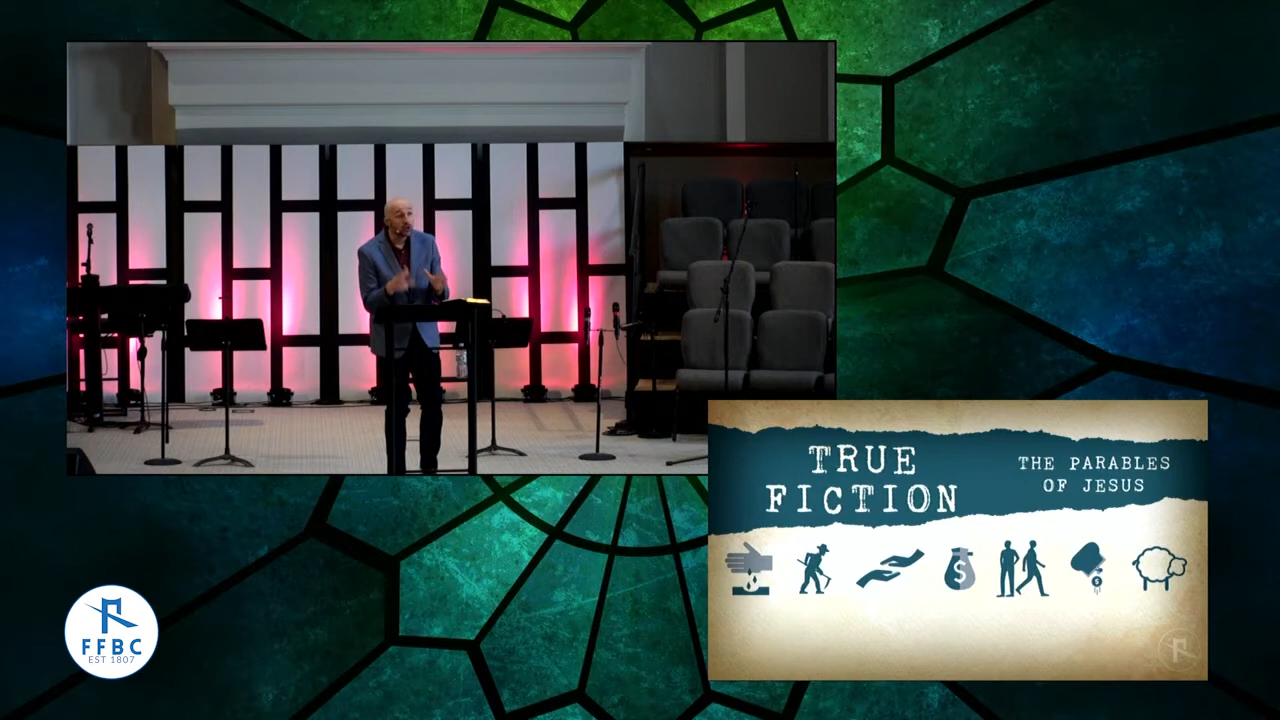 TRUE
FICTION
THE PARABLES
OF JESUS
$
FFBC
EST 1807